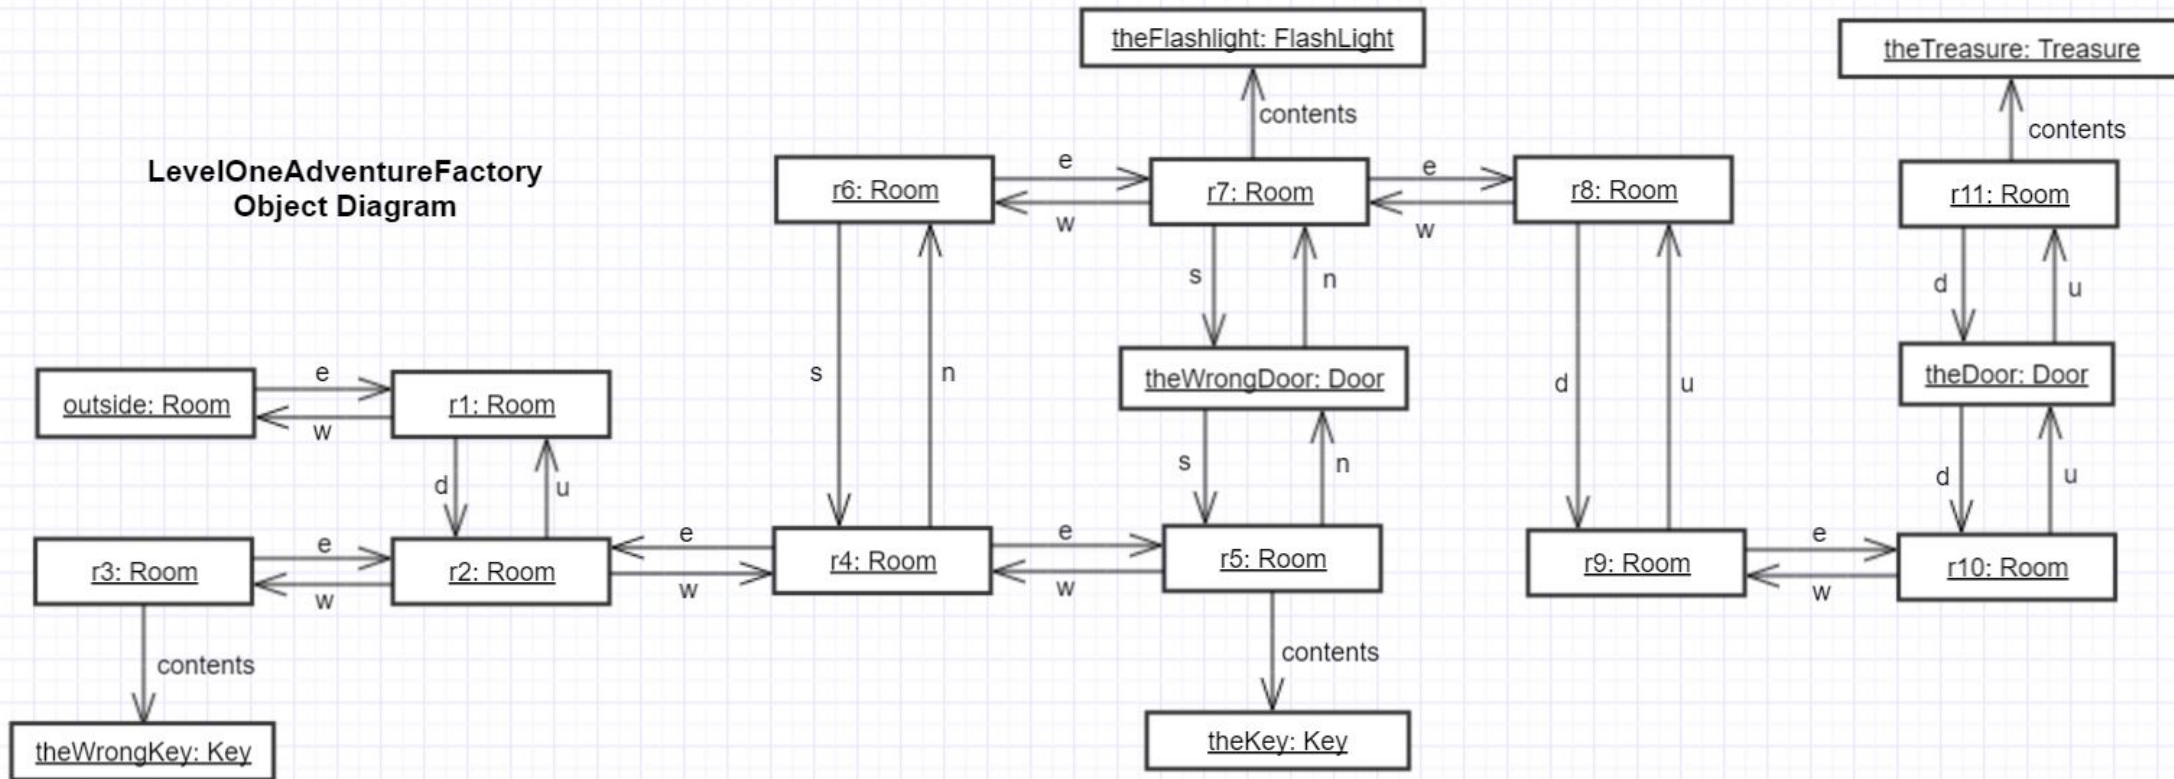 theFlashlight: FlashLight
theTreasure: Treasure
contents
contents
LevelOneAdventureFactory
Object Diagram
r6: Room
e
w
r7: Room
e
w
r8: Room
r11: Room
s
n
d
u
outside: Room
e
w
r1: Room
s
n
theWrongDoor: Door
d
u
theDoor: Door
d
u
s
n
d
u
r3: Room
e
w
r2: Room
e
w
r4: Room
e
w
r5: Room
r9: Room
e
w
r10: Room
contents
contents
theWrongKey: Key
theKey: Key